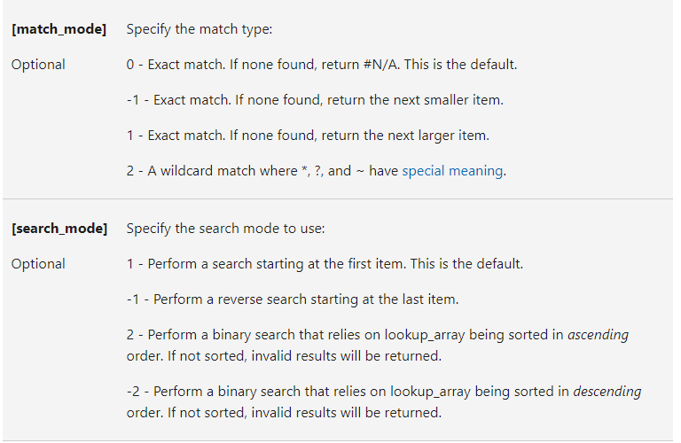 [match_mode] Specify the match type:
Optional 0 - Exact match. If none found, return #N/A. This is the default.
-1 - Exact match. If none found, return the next smaller item.
1 - Exact match. If none found, return the next larger item.
2 - A wildcard match where *, ?, and ~ have special meaning.
[search_mode] Specify the search mode to use:
Optional 1 - Perform a search starting at the first item. This is the default.
-1 - Perform a reverse search starting at the last item.
2 - Perform a binary search that relies on lookup_array being sorted in ascending
order. If not sorted, invalid results will be returned.
-2 - Perform a binary search that relies on lookup_array being sorted in descending
order. If not sorted, invalid results will be returned.